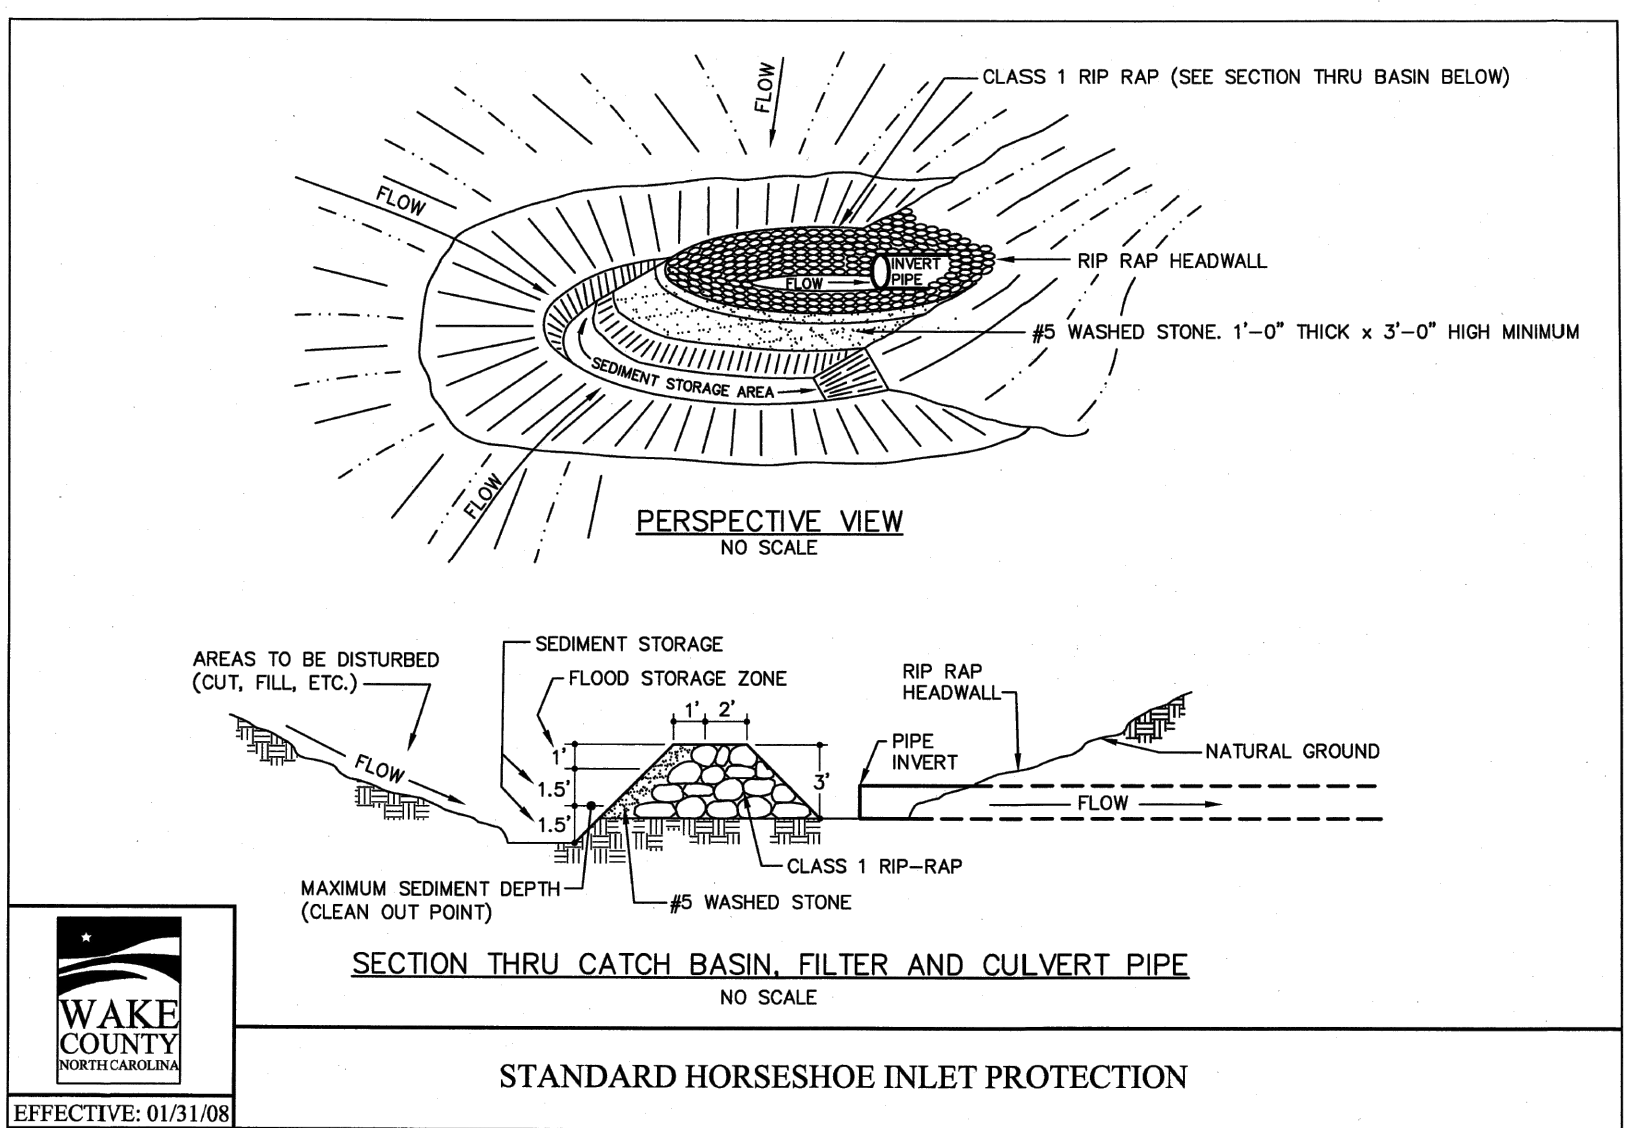 FLOW
CLASS 1 RIP RAP (SEE SECTION THRU BASIN BELOW)
FLOW
INVERT
PIPE
FLOW
RIP RAP HEADWALL
#5 WASHED STONE. 1'-0" THICK x 3'-0" HIGH MINIMUM
SEDIMENT STORAGE AREA
FLOW
PERSPECTIVE VIEW
NO SCALE
SEDIMENT STORAGE
AREAS TO BE DISTURBED
(CUT, FILL, ETC.)
FLOOD STORAGE ZONE
RIP RAP
HEADWALL
1' 2'
PIPE
INVERT
NATURAL GROUND
1'
FLOW
1.5'
3'
FLOW
1.5'
CLASS 1 RIP-RAP
MAXIMUM SEDIMENT DEPTH
(CLEAN OUT POINT)
#5 WASHED STONE
SECTION THRU CATCH BASIN, FILTER AND CULVERT PIPE
NO SCALE
WAKE
COUNTY
NORTH CAROLINA
STANDARD HORSESHOE INLET PROTECTION
EFFECTIVE: 01/31/08